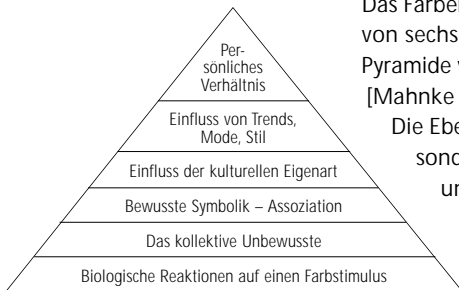 Das Farbe
von sechs
Pyramide
[Mahnke
Die Ebe
sond
Per-
sönliches
Verhältnis
Einfluss von Trends,
Mode, Stil
Einfluss der kulturellen Eigenart
Bewusste Symbolik – Assoziation
Das kollektive Unbewusste
Biologische Reaktionen auf einen Farbstimulus